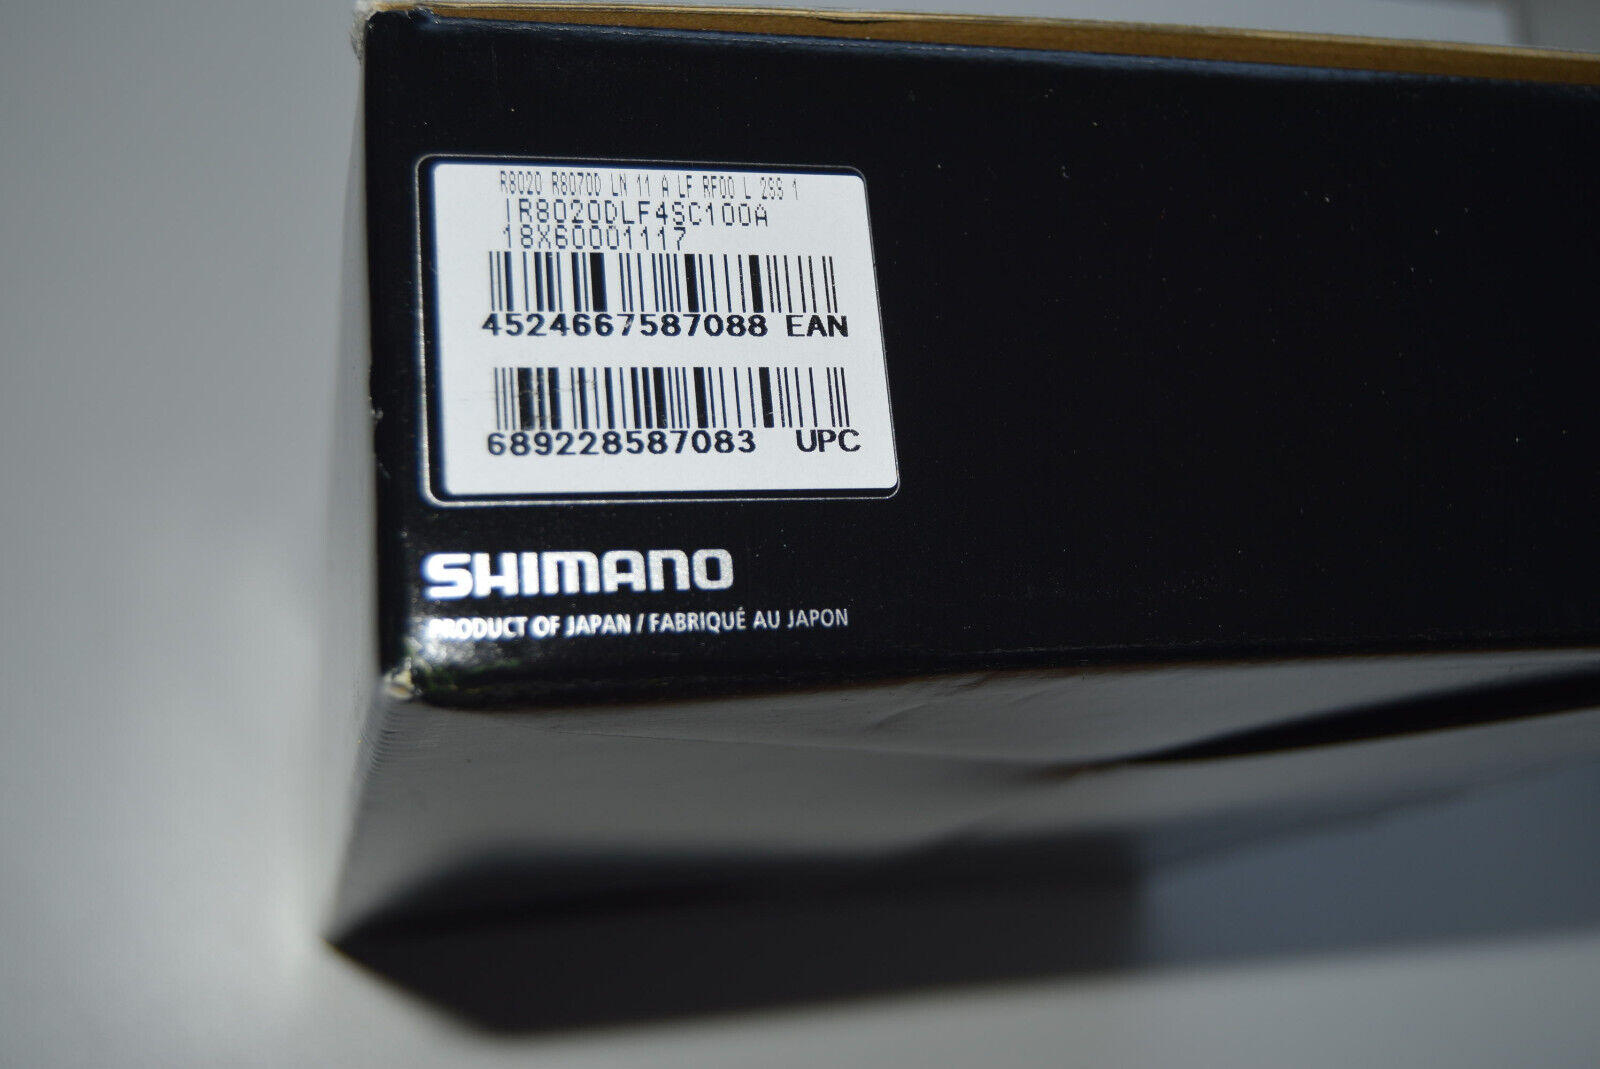 R8020 R8070D LN 11 A LF RF00 L 2SS 1
IR8020DLF4SC100A
18X60001117
4524667587088 EAN
689228587083 UPC
SHIMANO
PRODUCT OF JAPAN / FABRIQUÉ AU JAPON